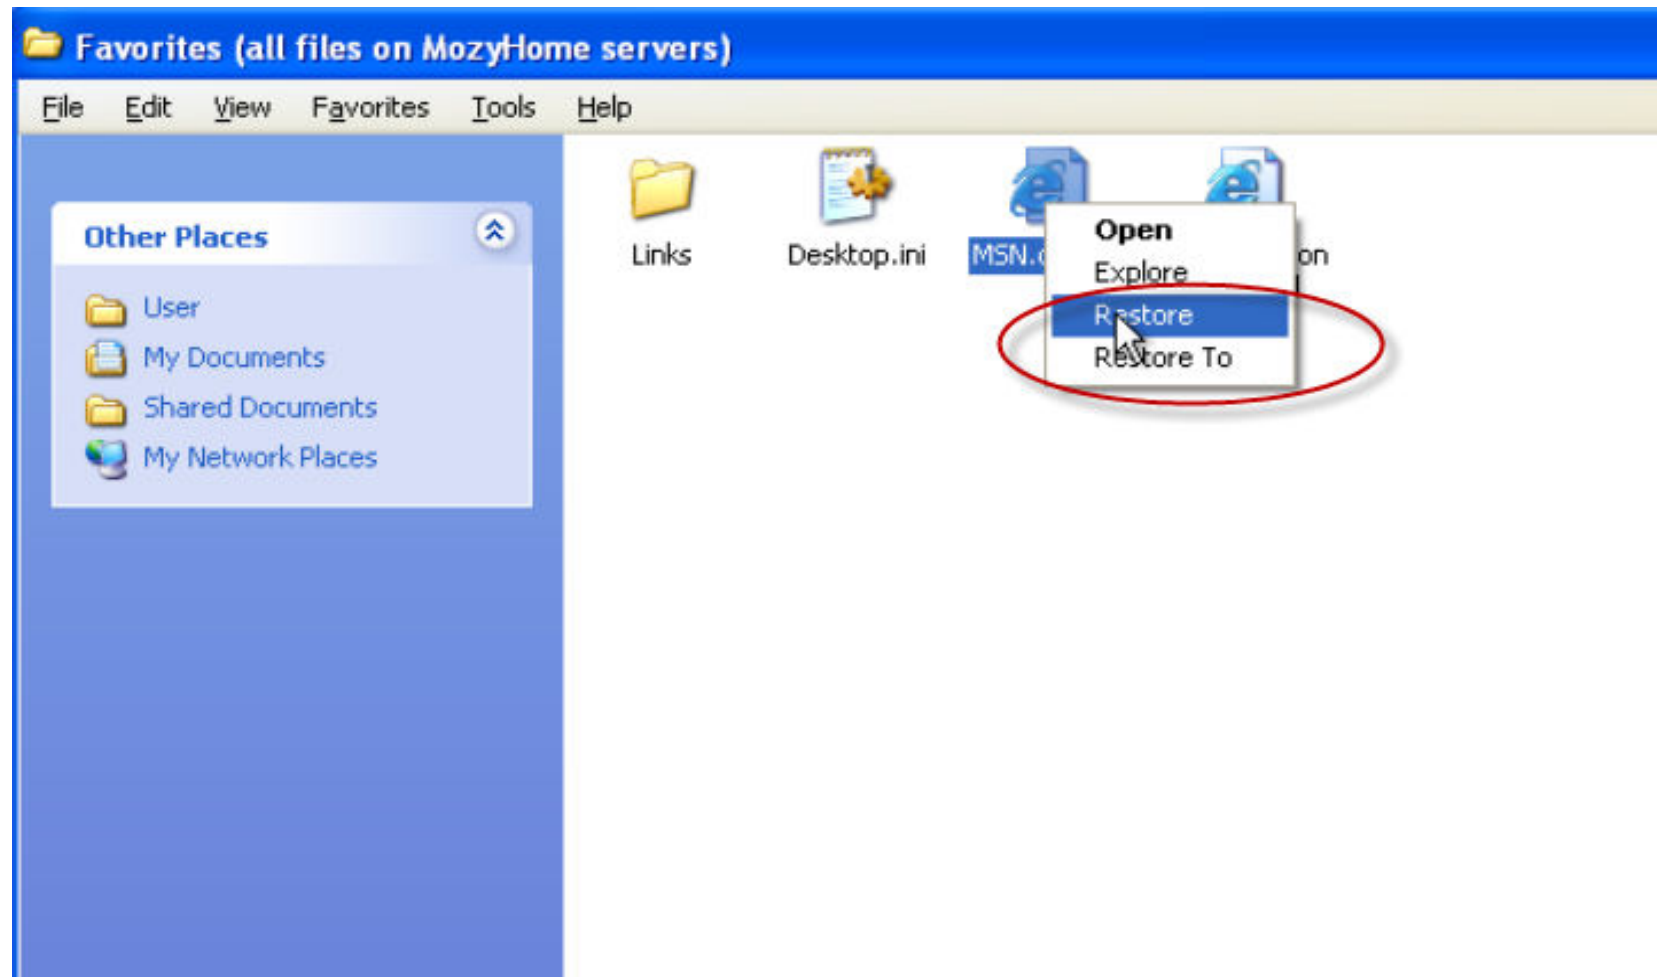 Favorites (all files on MozyHome servers)
File Edit View Favorites Tools Help
Other Places
User
My Documents
Shared Documents
My Network Places
Links
Desktop.ini
Open
Explore
Restore
Restore To